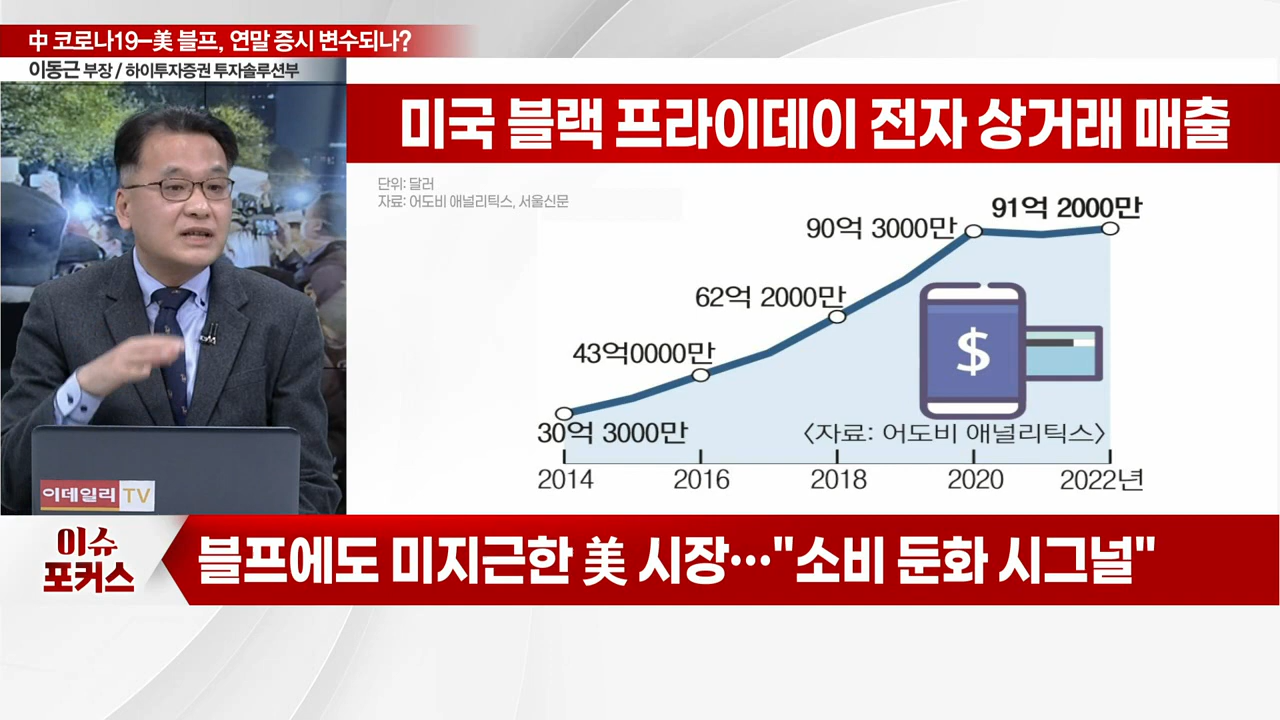 中 코로나19-美 블프, 연말 증시 변수되나?
이동근 부장 / 하이투자증권 투자솔루션부
미국 블랙 프라이데이 전자 상거래 매출
단위: 달러
자료: 어도비 애널리틱스, 서울신문
91억 2000만
90억 3000만
62억 2000만
43억0000만
30억 3000만
$
〈자료: 어도비 애널리틱스〉
2014 2016 2018 2020 2022년
이데일리 TV
이슈
포커스
블프에도 미지근한 美 시장…"소비 둔화 시그널"